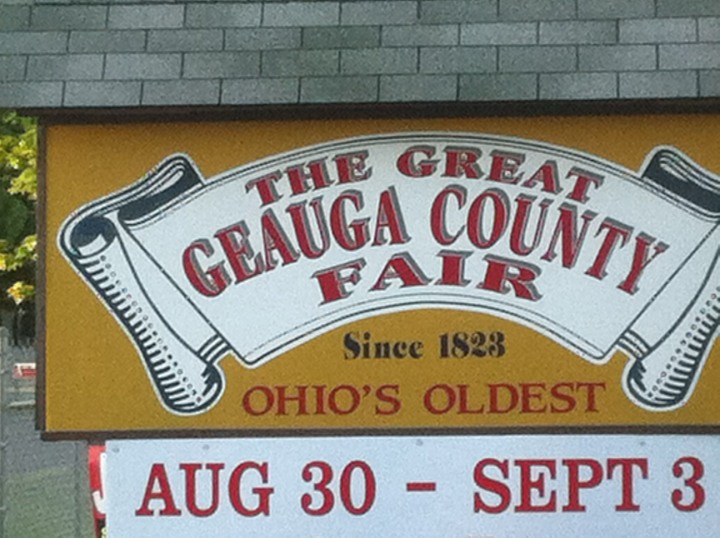 THE GREAT
GEAUGA COUNTY
FAIR
Since 1823
OHIO'S OLDEST
AUG 30 - SEPT 3